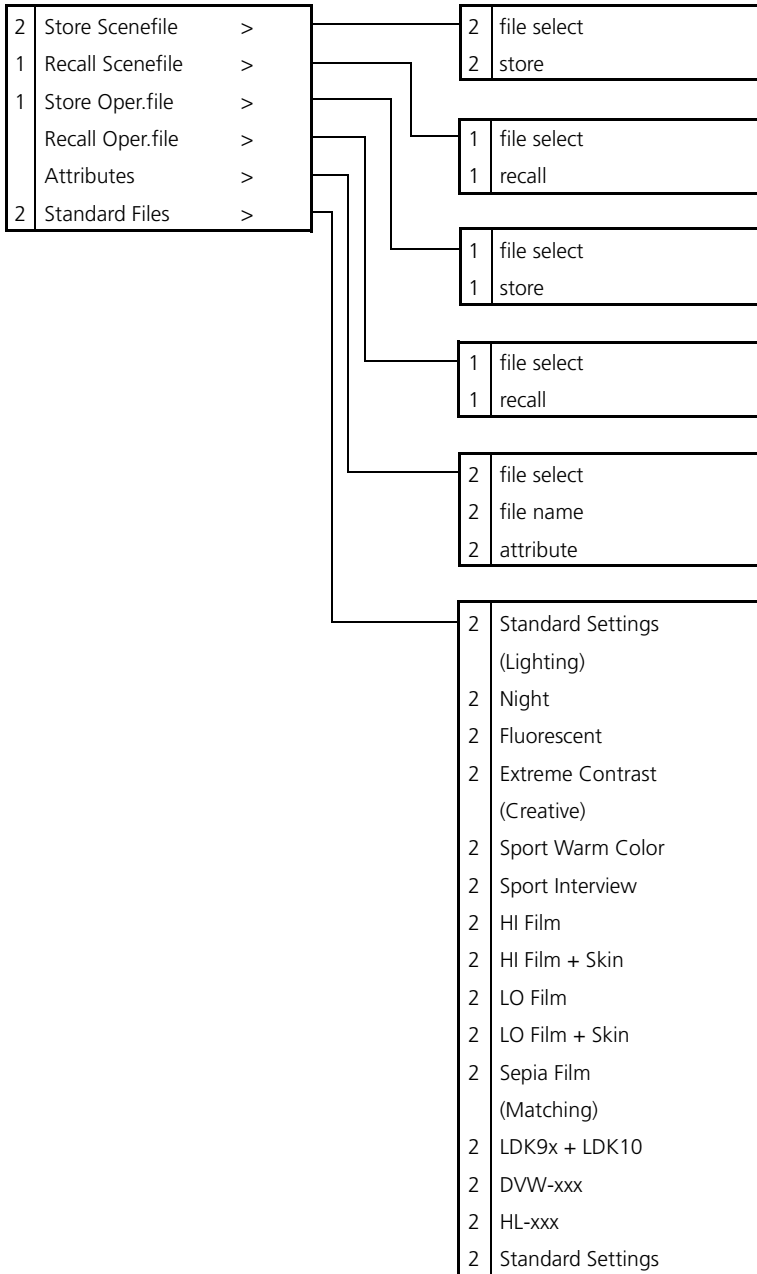 2 Store Scenefile >
1 Recall Scenefile >
1 Store Oper.file >
Recall Oper.file >
Attributes >
2 Standard Files >
2 file select
2 store
1 file select
1 recall
1 file select
1 store
1 file select
1 recall
2 file select
2 file name
2 attribute
2 Standard Settings
(Lighting)
2 Night
2 Fluorescent
2 Extreme Contrast
(Creative)
2 Sport Warm Color
2 Sport Interview
2 HI Film
2 HI Film + Skin
2 LO Film
2 LO Film + Skin
2 Sepia Film
(Matching)
2 LDK9x + LDK10
2 DVW-xxx
2 HL-xxx
2 Standard Settings